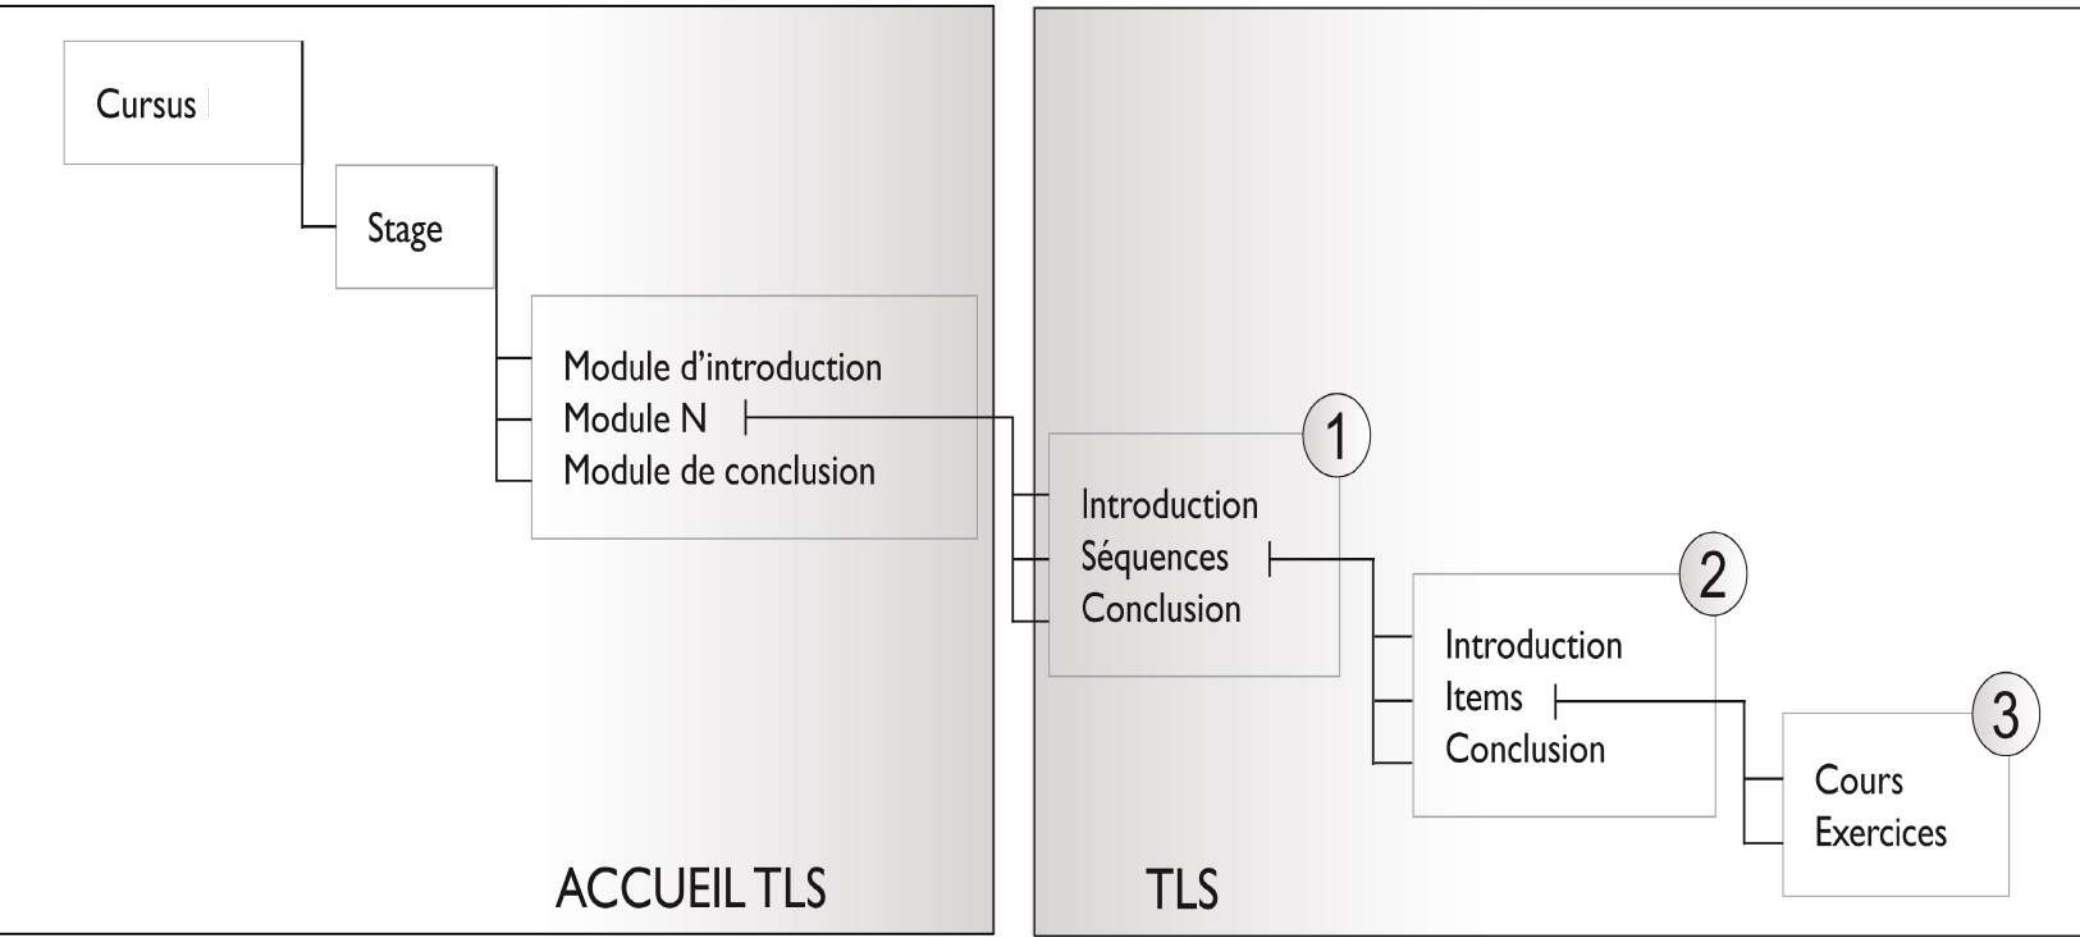 Cursus
Stage
Module d'introduction
Module N
Module de conclusion
ACCUEIL TLS
1
Introduction
Séquences
Conclusion
2
Introduction
Items
Conclusion
3
Cours
Exercices
TLS